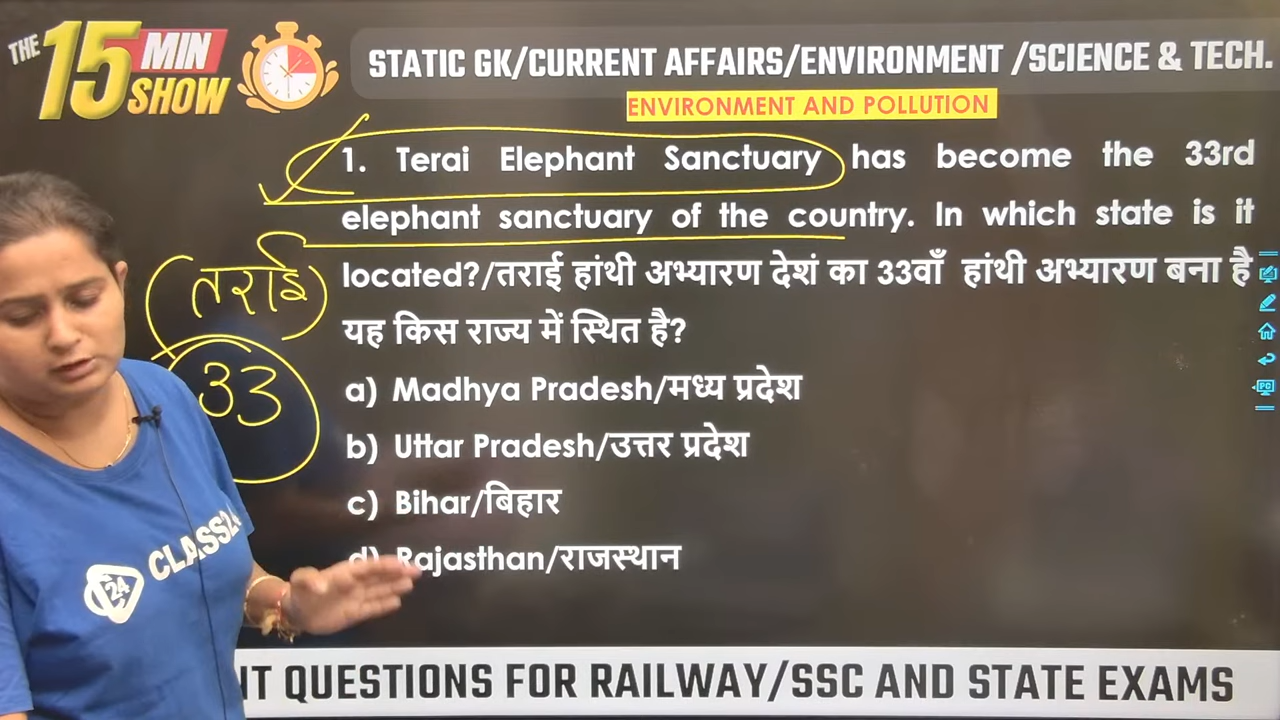 THE 15 MIN SHOW
STATIC GK/CURRENT AFFAIRS/ENVIRONMENT /SCIENCE & TECH.
ENVIRONMENT AND POLLUTION
1. Terai Elephant Sanctuary has become the 33rd
elephant sanctuary of the country. In which state is it
located?/तराई हांथी अभ्यारण देशं का 33वाँ हांथी अभ्यारण बना है
यह किस राज्य में स्थित है?
तराई
33
a) Madhya Pradesh/मध्य प्रदेश
b) Uttar Pradesh/उत्तर प्रदेश
c) Bihar/बिहार
d) Rajasthan/राजस्थान
24 CLASS24
QUESTIONS FOR RAILWAY/SSC AND STATE EXAMS
PC